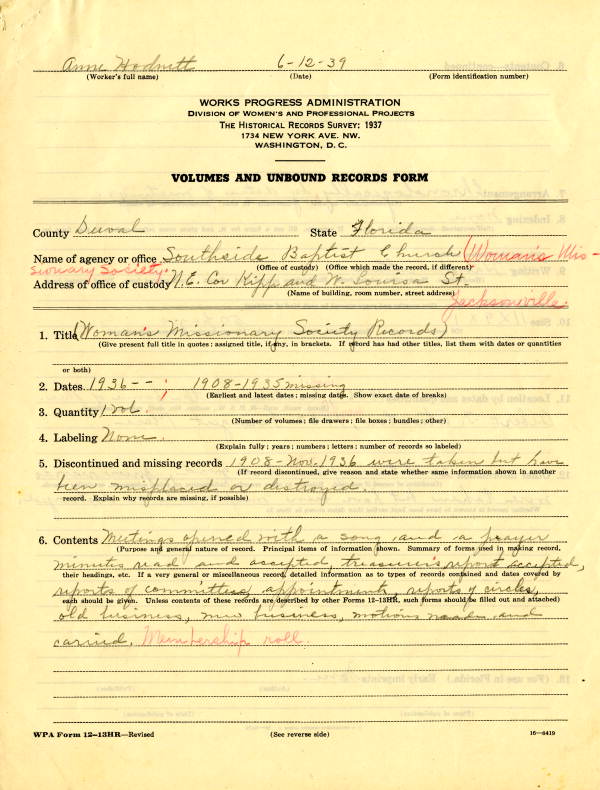 Anne Hodnett 6-12-39
(Worker's full name) (Date) (Form identification number)
WORKS PROGRESS ADMINISTRATION
DIVISION OF WOMEN'S AND PROFESSIONAL PROJECTS
THE HISTORICAL RECORDS SURVEY: 1937
1734 NEW YORK AVE. NW.
WASHINGTON, D. C.
VOLUMES AND UNBOUND RECORDS FORM
County Duval State Florida
Name of agency or office Southside Baptist Church (Woman's Mis-
sionary Society. (Office of custody) (Office which made the record, if different)
Address of office of custody N.E. Cor Kipp and W. Louisa St.
(Name of building, room number, street address)
Jacksonville.
1. Title (Woman's Missionary Society Records)
(Give present full title in quotes; assigned title, if any, in brackets. If record has had other titles, list them with dates or quantities
or both)
2. Dates 1936 - - ; 1908-1935 missing
(Earliest and latest dates; missing dates. Show exact date of breaks)
3. Quantity 1 vol.
(Number of volumes; file drawers; file boxes; bundles; other)
4. Labeling None.
(Explain fully; years; numbers; letters; number of records so labeled)
5. Discontinued and missing records 1908-Nov. 1936 were taken but have
(If record discontinued, give reason and state whether same information shown in another
been misplaced or destroyed.
record. Explain why records are missing, if possible)
6. Contents Meetings opened with a song and a prayer
(Purpose and general nature of record. Principal items of information shown. Summary of forms used in making record,
minutes read and accepted, treasurer's report accepted,
their headings, etc. If a very general or miscellaneous record, detailed information as to types of records contained and dates covered by
reports of committees, appointments, reports of circles,
each should be given. Unless contents of these records are described by other Forms 12-13HR, such forms should be filled out and attached)
old business, new business, motions made and
carried. Membership roll.
WPA Form 12-13HR—Revised (See reverse side) 16-6419